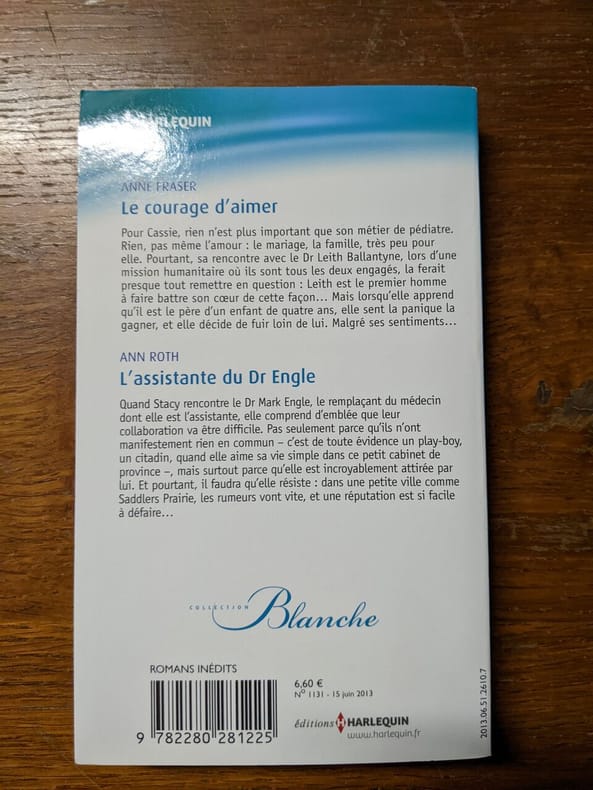 HARLEQUIN
ANNE FRASER
Le courage d'aimer
Pour Cassie, rien n'est plus important que son métier de pédiatre.
Rien, pas même l'amour : le mariage, la famille, très peu pour
elle. Pourtant, sa rencontre avec le Dr Leith Ballantyne, lors d'une
mission humanitaire où ils sont tous les deux engagés, la ferait
presque tout remettre en question : Leith est le premier homme
à faire battre son cœur de cette façon... Mais lorsqu'elle apprend
qu'il est le père d'un enfant de quatre ans, elle sent la panique la
gagner, et elle décide de fuir loin de lui. Malgré ses sentiments...
ANN ROTH
L'assistante du Dr Engle
Quand Stacy rencontre le Dr Mark Engle, le remplaçant du médecin
dont elle est l'assistante, elle comprend d'emblée que leur
collaboration va être difficile. Pas seulement parce qu'ils n'ont
manifestement rien en commun – c'est de toute évidence un play-boy,
un citadin, quand elle aime sa vie simple dans ce petit cabinet de
province –, mais surtout parce qu'elle est incroyablement attirée par
lui. Et pourtant, il faudra qu'elle résiste : dans une petite ville comme
Saddlers Prairie, les rumeurs vont vite, et une réputation est si facile
à défaire...
COLLECTION Blanche
ROMANS INÉDITS
6,60 €
N° 1131 - 15 juin 2013
9 782280 281225
éditions H HARLEQUIN
www.harlequin.fr
2013.06.51.2610.7